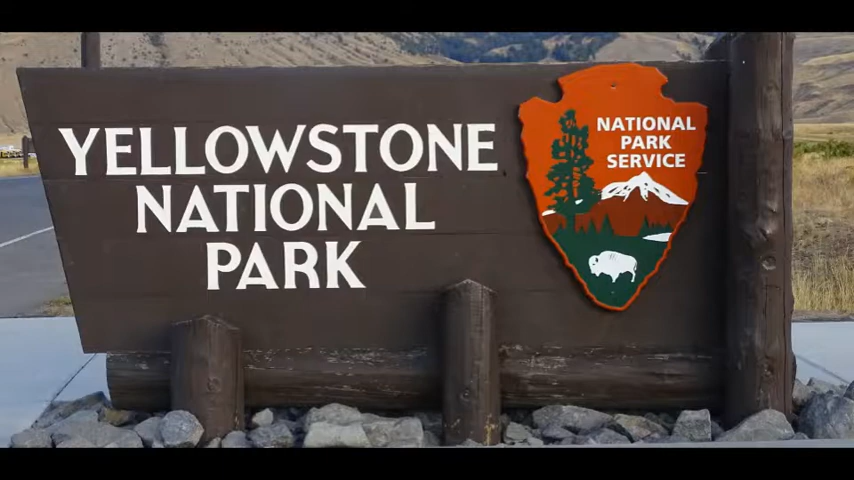 YELLOWSTONE
NATIONAL
PARK
NATIONAL
PARK
SERVICE